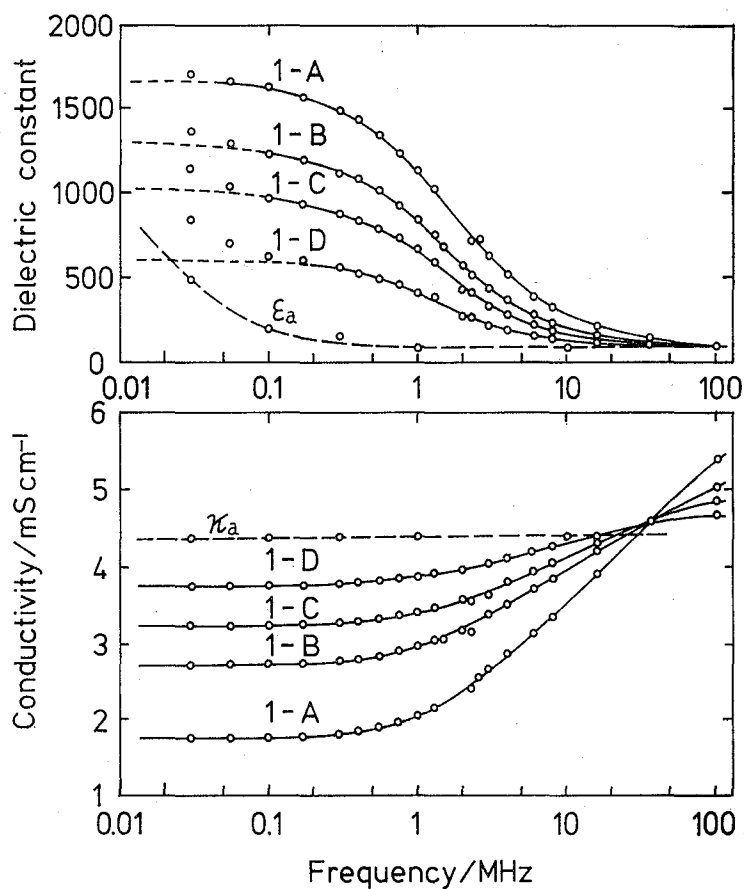 Dielectric constant
2000
1500
1000
500
0
1-A
1-B
1-C
1-D
εa
0.01 0.1 1 10 100
Conductivity/mS cm⁻¹
6
5
4
3
2
1
ϰa
1-D
1-C
1-B
1-A
0.01 0.1 1 10 100
Frequency/MHz